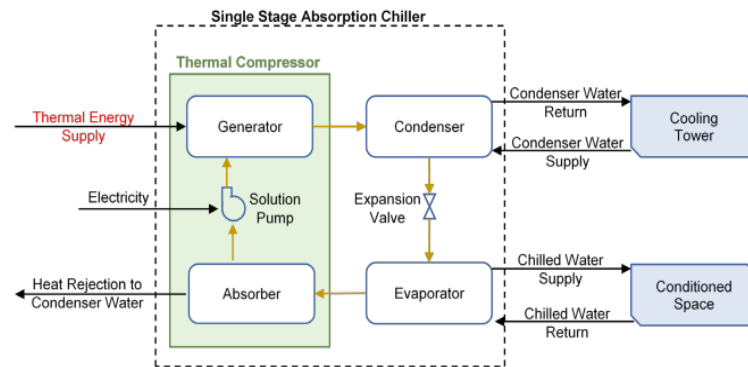 Single Stage Absorption Chiller
Thermal Compressor
Thermal Energy
Supply
Generator
Condenser
Condenser Water
Return
Condenser Water
Supply
Cooling
Tower
Electricity
Solution
Pump
Expansion
Valve
Heat Rejection to
Condenser Water
Absorber
Evaporator
Chilled Water
Supply
Chilled Water
Return
Conditioned
Space